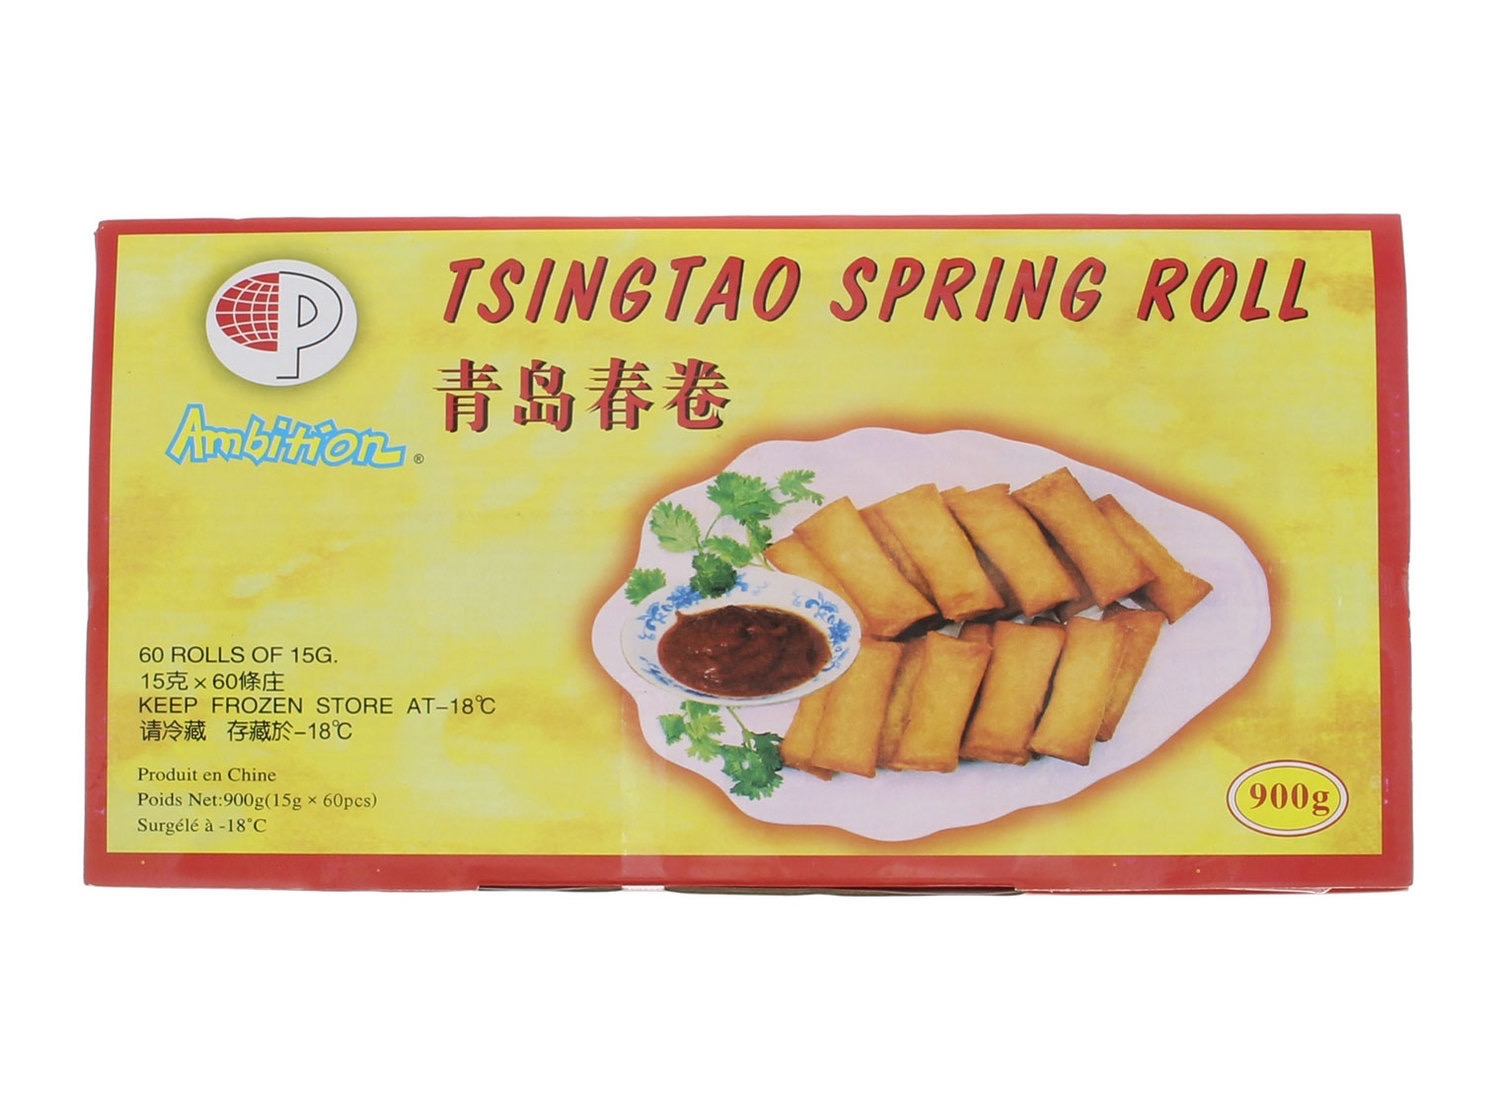 TSINGTAO SPRING ROLL
P
青岛春卷
Ambition®
60 ROLLS OF 15G.
15克×60條庄
KEEP FROZEN STORE AT-18℃
请冷藏 存藏於-18℃
Produit en Chine
Poids Net:900g(15g × 60pcs)
Surgélé à -18°C
900g